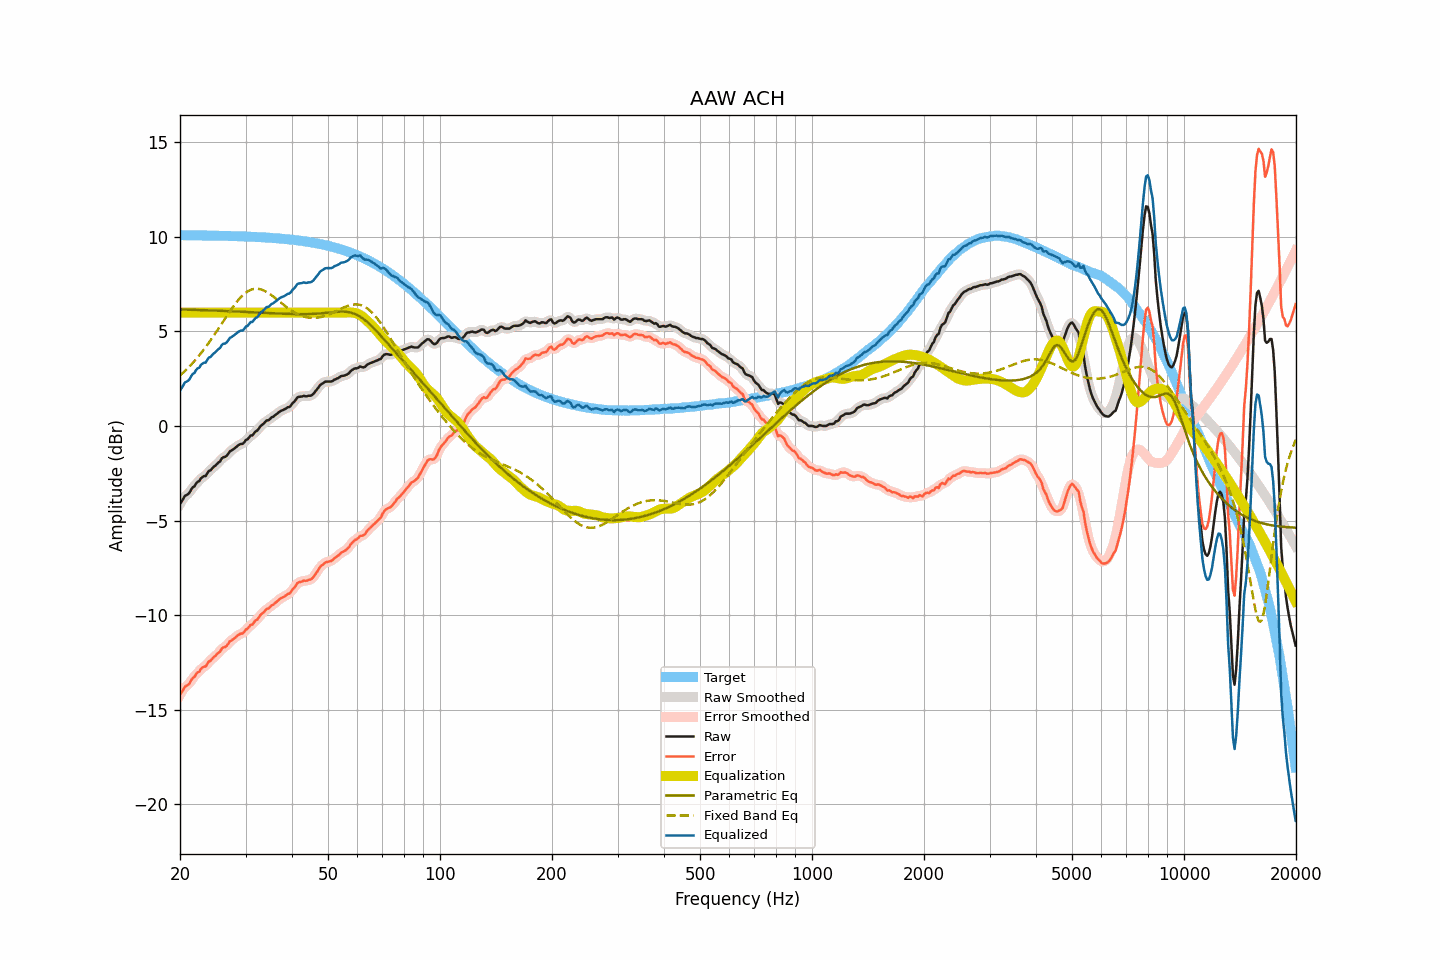 AAW ACH
15
10
5
0
−5
−10
−15
−20
Amplitude (dBr)
Target
Raw Smoothed
Error Smoothed
Raw
Error
Equalization
Parametric Eq
Fixed Band Eq
Equalized
20 50 100 200 500 1000 2000 5000 10000 20000
Frequency (Hz)